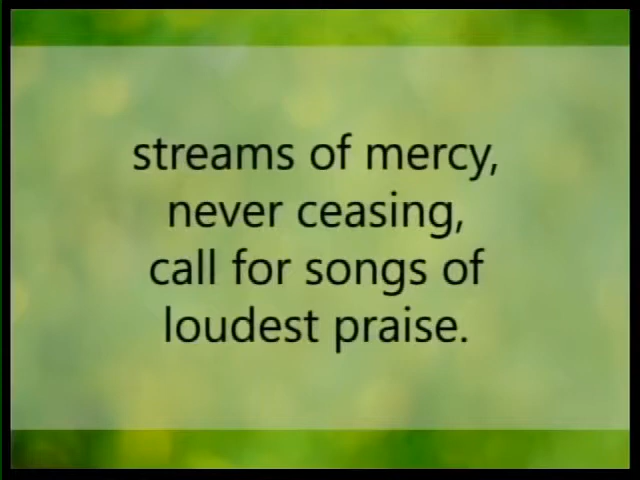 streams of mercy,
never ceasing,
call for songs of
loudest praise.